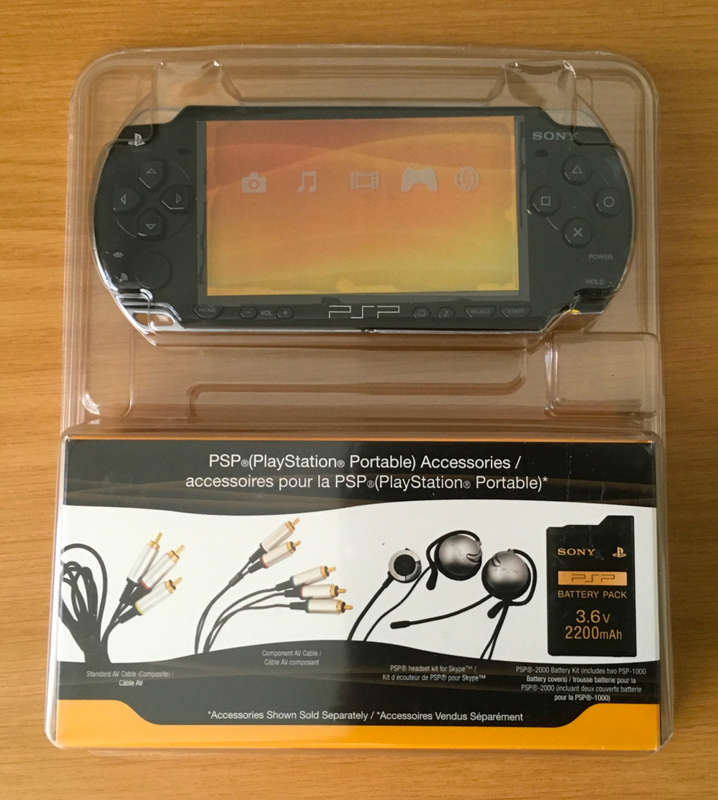 SONY
POWER
HOLD
HOME
VOL
PSP
SELECT
START
PSP®(PlayStation® Portable) Accessories /
accessoires pour la PSP®(PlayStation® Portable)*
SONY
PSP
BATTERY PACK
3.6V
2200mAh
Standard AV Cable (Composite) /
Câble AV
Component AV Cable /
Câble AV composant
PSP® headset kit for Skype™ /
Kit d écouteur de PSP® pour Skype™
PSP®-2000 Battery Kit (includes two PSP-1000
Battery covers) / trousse batterie pour la
PSP®-2000 (incluant deux couverts batterie
pour la PSP®-1000)
*Accessories Shown Sold Separately / *Accessoires Vendus Séparément